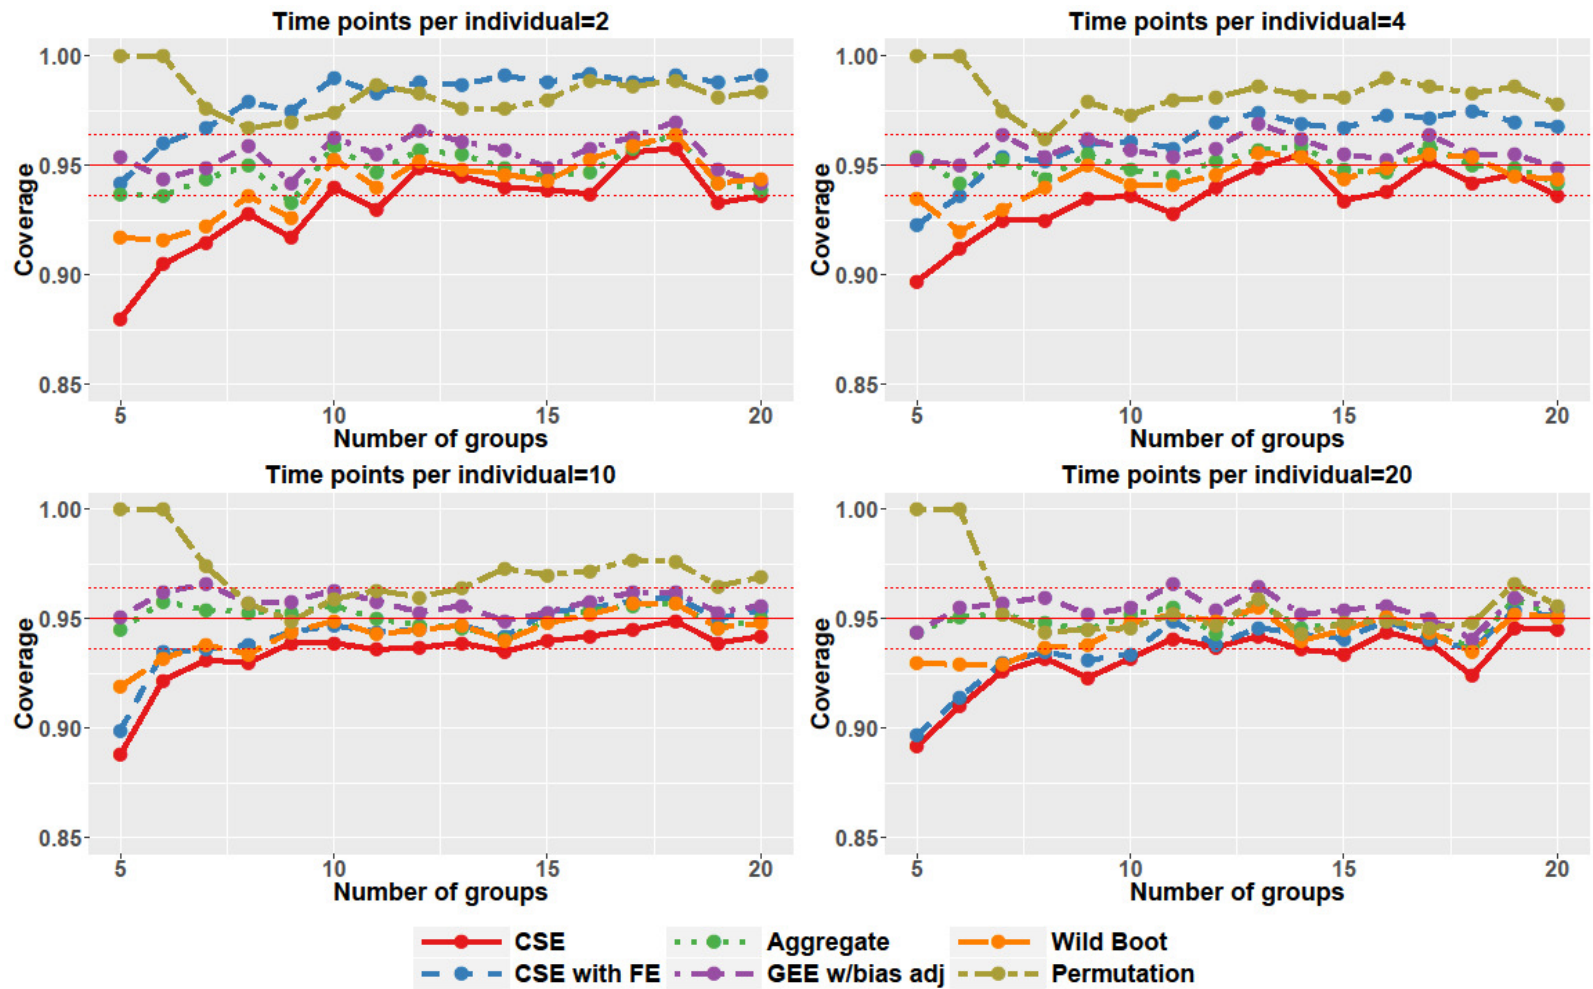 Time points per individual=2
Time points per individual=4
1.00
0.95
0.90
0.85
Coverage
5 10 15 20
Number of groups
1.00
0.95
0.90
0.85
Coverage
5 10 15 20
Number of groups
Time points per individual=10
Time points per individual=20
1.00
0.95
0.90
0.85
Coverage
5 10 15 20
Number of groups
1.00
0.95
0.90
0.85
Coverage
5 10 15 20
Number of groups
CSE Aggregate Wild Boot
CSE with FE GEE w/bias adj Permutation